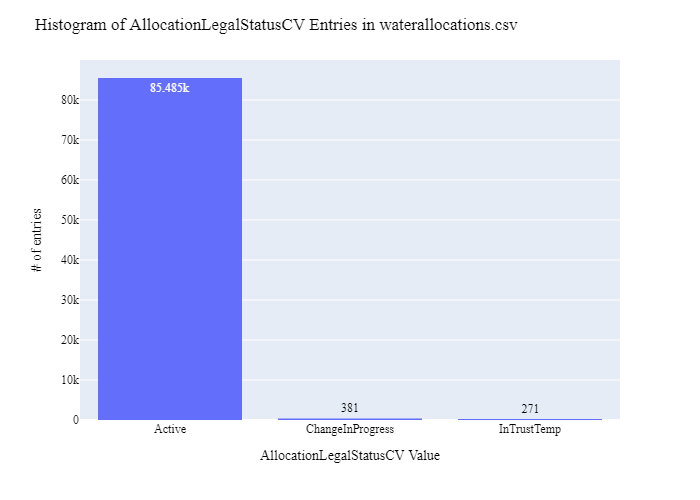 Histogram of AllocationLegalStatusCV Entries in waterallocations.csv
85.485k
80k
70k
60k
50k
40k
30k
20k
10k
0
# of entries
381
271
Active
ChangeInProgress
InTrustTemp
AllocationLegalStatusCV Value